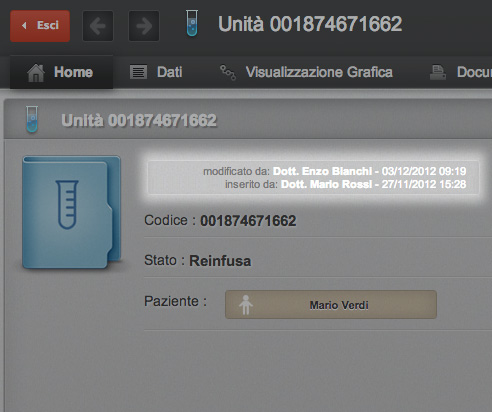 Esci
Unità 001874671662
Home Dati Visualizzazione Grafica Docu
Unità 001874671662
modificato da: Dott. Enzo Bianchi - 03/12/2012 09:19
inserito da: Dott. Mario Rossi - 27/11/2012 15:28
Codice : 001874671662
Stato : Reinfusa
Paziente : Mario Verdi